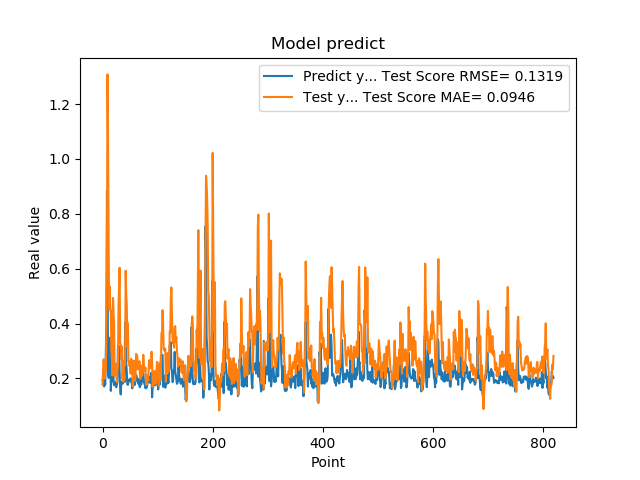 Model predict
Predict y... Test Score RMSE= 0.1319
Test y... Test Score MAE= 0.0946
1.2
1.0
0.8
0.6
0.4
0.2
Real value
0 200 400 600 800
Point